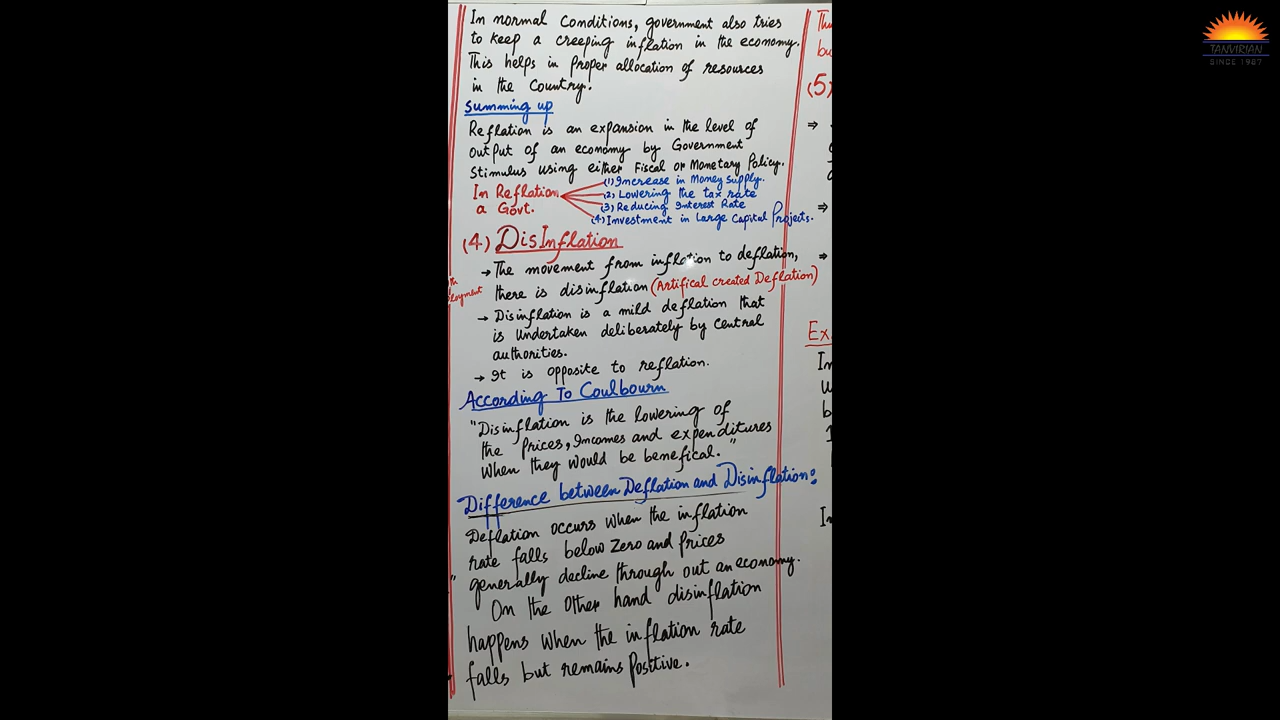 In normal conditions, government also tries
to keep a creeping inflation in the economy.
This helps in Proper allocation of resources
in the Country.
Summing up
Reflation is an expansion in the level of
output of an economy by Government
Stimulus using either Fiscal or Monetary Policy.
In Reflation
a Govt.
(1) Increase in Money Supply.
(2) Lowering the tax rate
(3) Reducing Interest Rate
(4) Investment in Large Capital Projects.
(4) DisInflation
→ The movement from inflation to deflation,
there is disinflation (Artifical created Deflation)
→ Disinflation is a mild deflation that
is undertaken deliberately by Central
authorities.
→ It is opposite to reflation.
According To Coulbourn
"Disinflation is the lowering of
the Prices, Incomes and expenditures
when they would be benefical."
Difference between Deflation and Disinflation:
Deflation occurs when the inflation
rate falls below Zero and Prices
generally decline through out an economy.
On the Other hand disinflation
happens when the inflation rate
falls but remains Positive.
(5)
Ex
TANVIRIAN
SINCE 1987